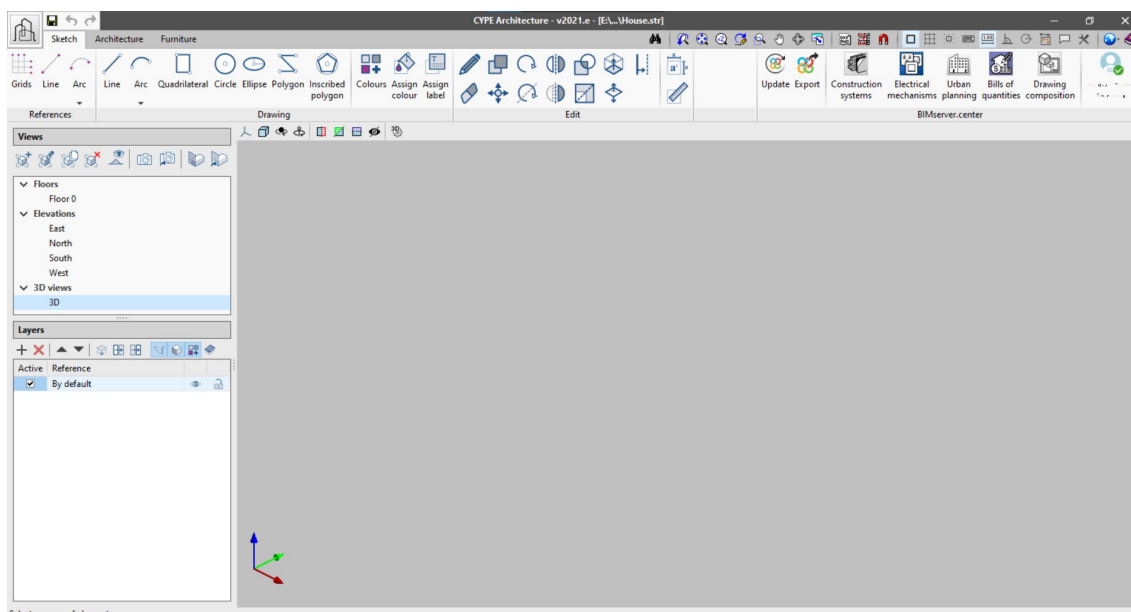 CYPE Architecture - v2021.e - [E:\...\House.str]
Sketch Architecture Furniture
Grids Line Arc Line Arc Quadrilateral Circle Ellipse Polygon Inscribed polygon Colours Assign colour Assign label Update Export Construction systems Electrical mechanisms Urban planning Bills of quantities Drawing composition
References Drawing Edit BIMserver.center
Views
Floors
Floor 0
Elevations
East
North
South
West
3D views
3D
Layers
Active Reference
By default